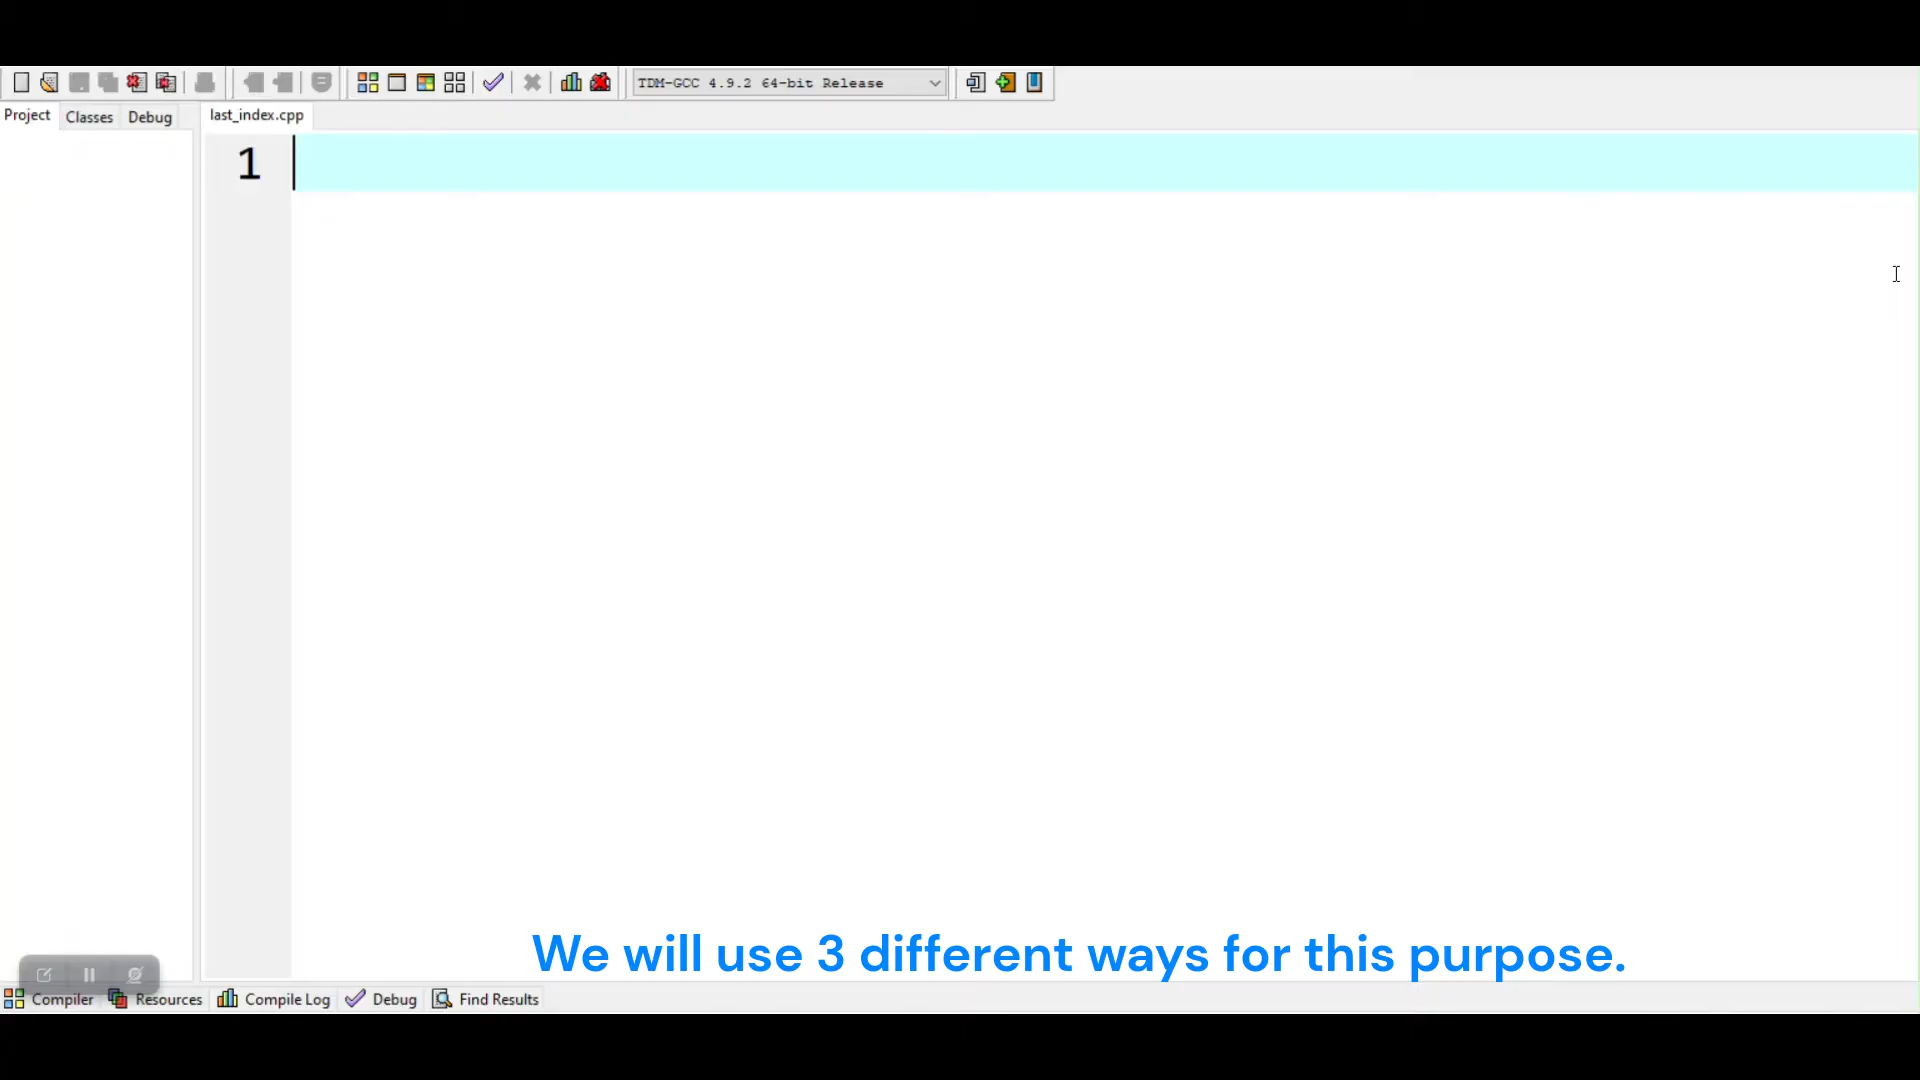 TDM-GCC 4.9.2 64-bit Release
Project Classes Debug last_index.cpp
1
We will use 3 different ways for this purpose.
Compiler Resources Compile Log Debug Find Results